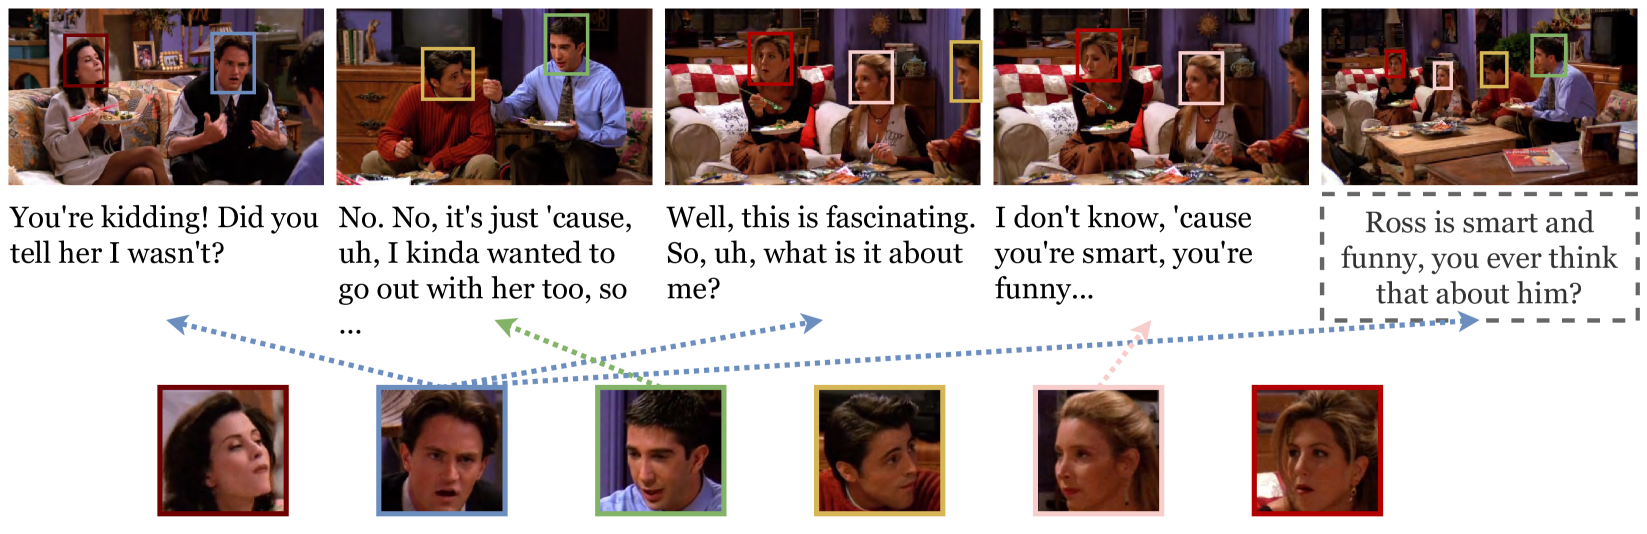 You're kidding! Did you
tell her I wasn't?
No. No, it's just 'cause,
uh, I kinda wanted to
go out with her too, so
...
Well, this is fascinating.
So, uh, what is it about
me?
I don't know, 'cause
you're smart, you're
funny...
Ross is smart and
funny, you ever think
that about him?